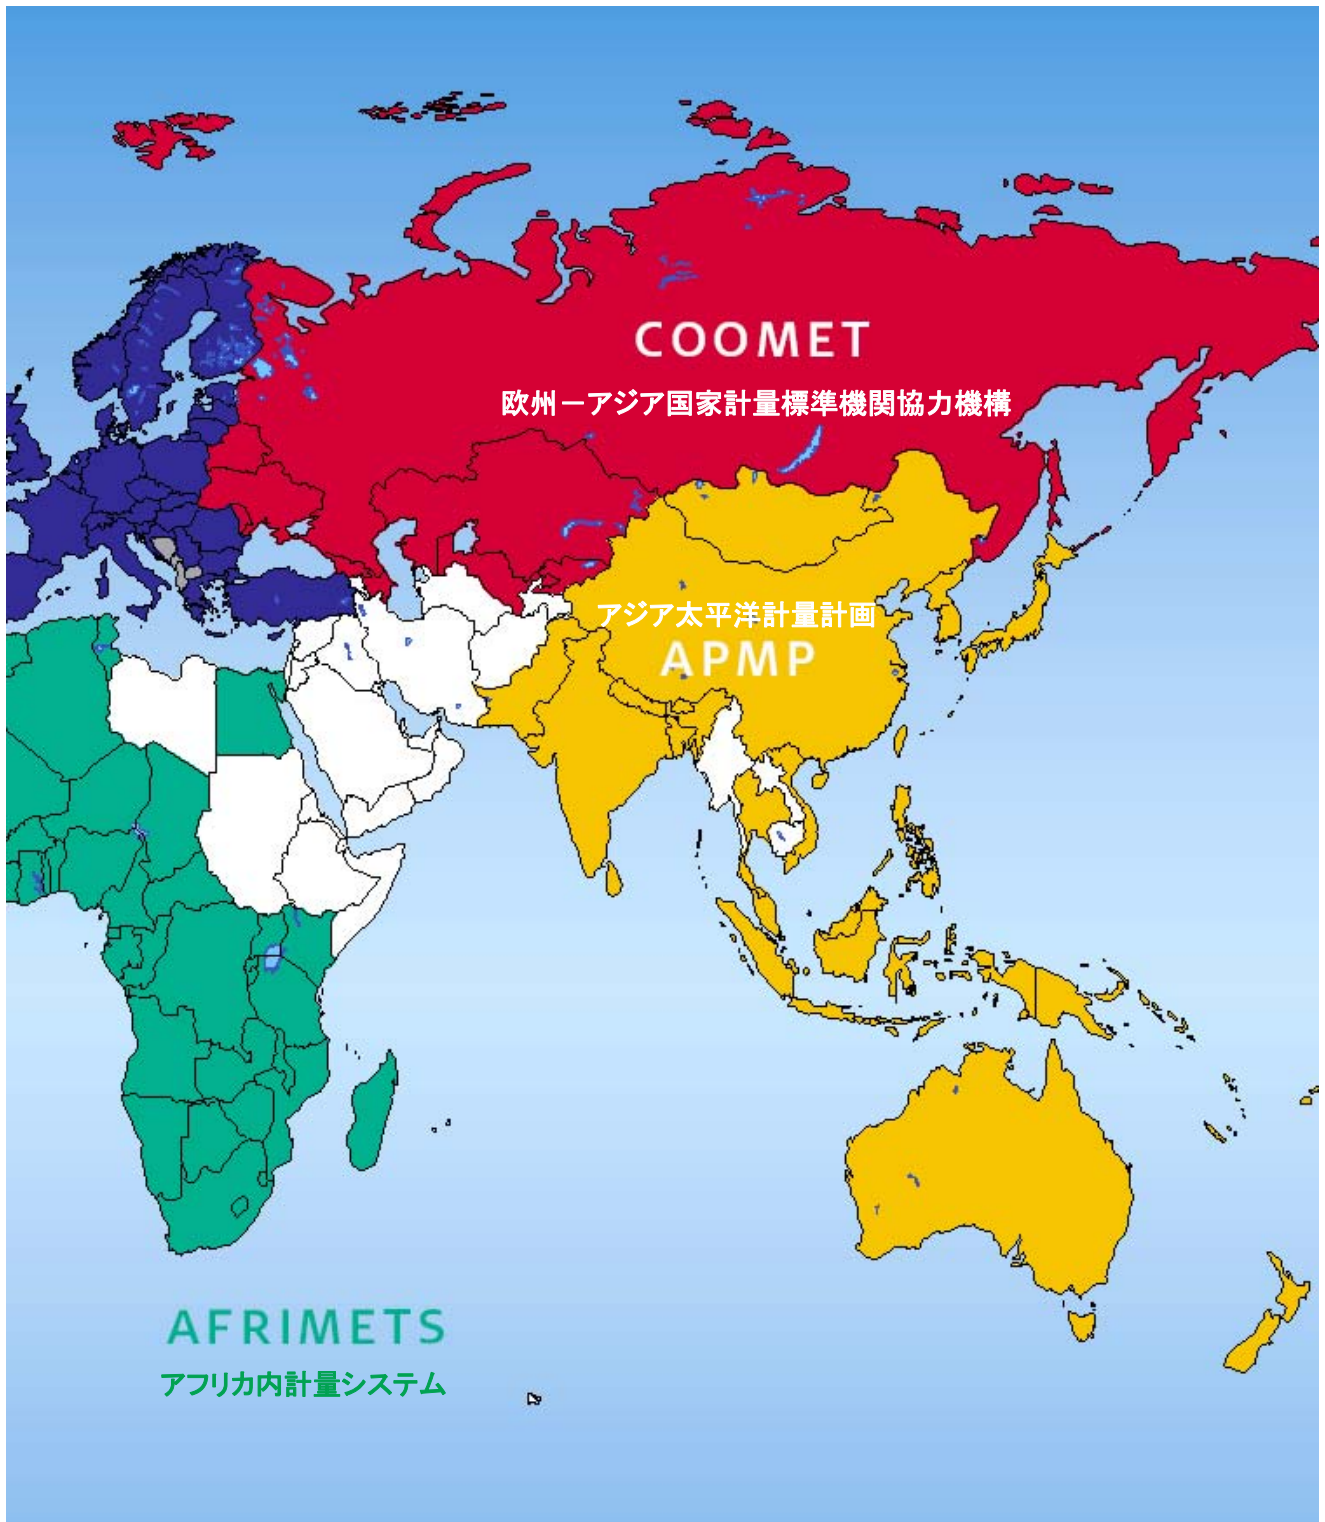 COOMET
欧州－アジア国家計量標準機関協力機構
アジア太平洋計量計画
APMP
AFRIMETS
アフリカ内計量システム